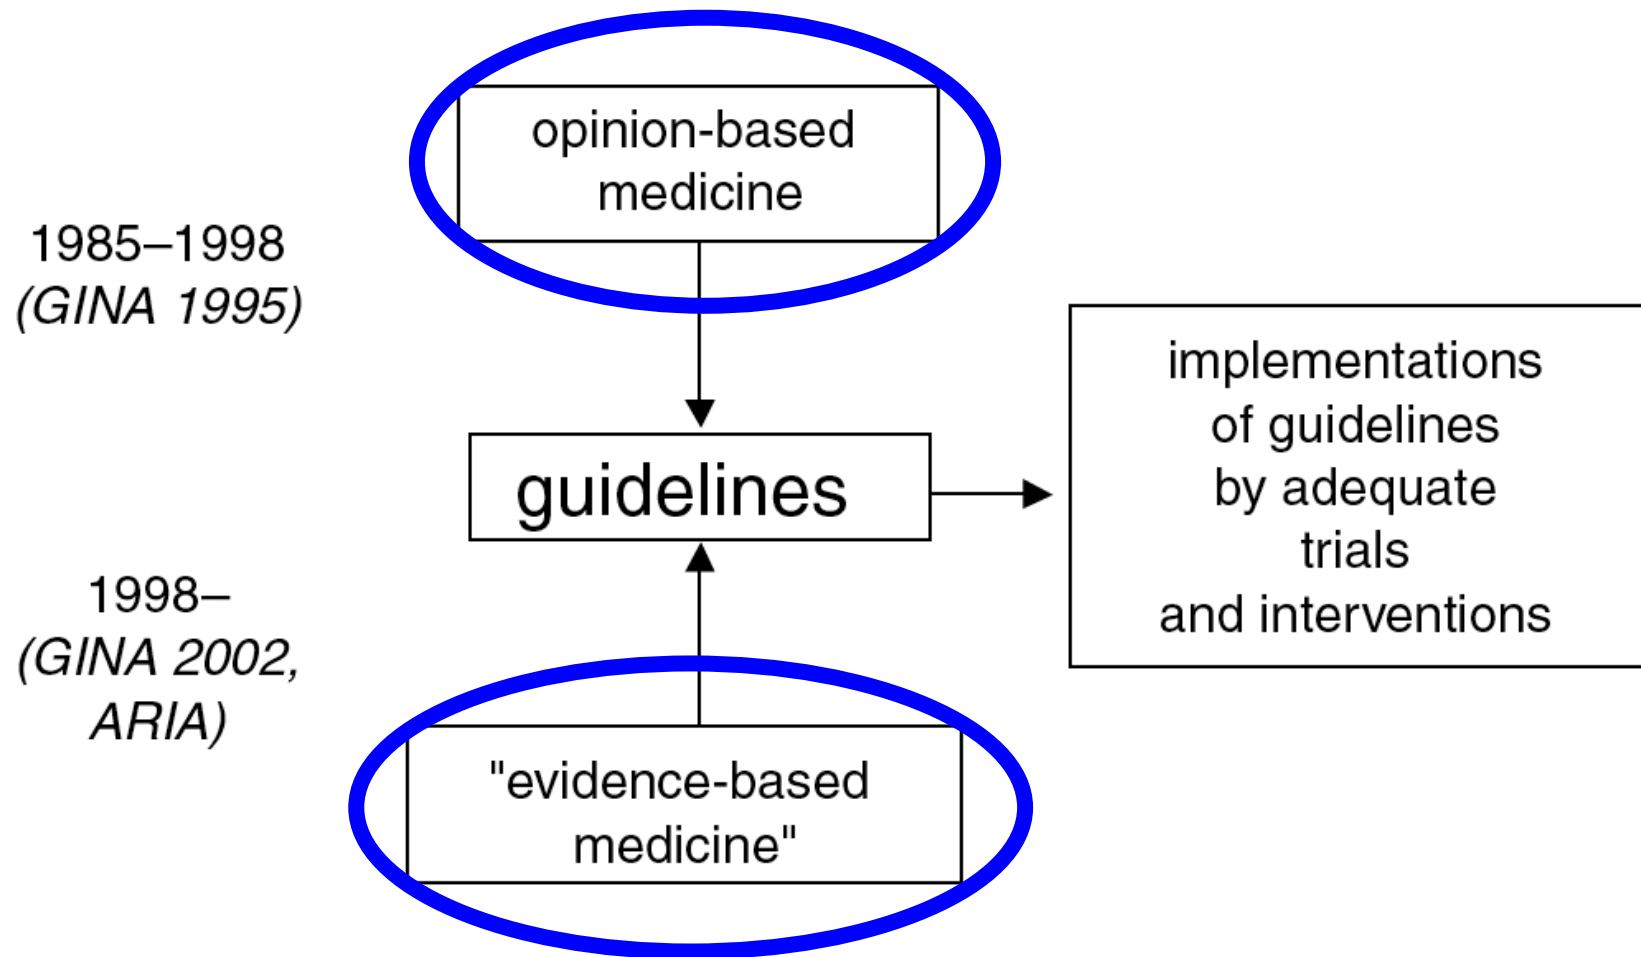 opinion-based
medicine
1985–1998
(GINA 1995)
implementations
of guidelines
by adequate
trials
and interventions
guidelines
1998–
(GINA 2002,
ARIA)
"evidence-based
medicine"